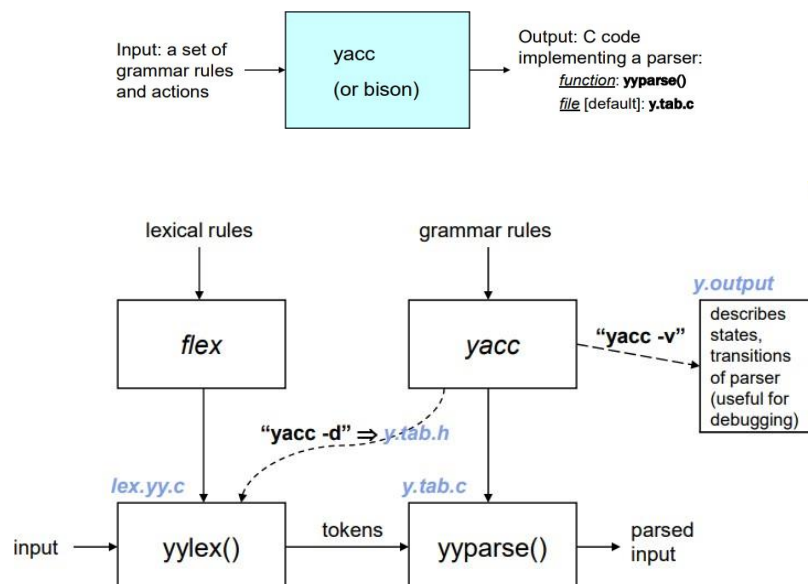 Input: a set of
grammar rules
and actions
yacc
(or bison)
Output: C code
implementing a parser:
function: yyparse()
file [default]: y.tab.c
lexical rules
grammar rules
y.output
flex
yacc
"yacc -v"
describes
states,
transitions
of parser
(useful for
debugging)
"yacc -d" ⇒ y.tab.h
lex.yy.c
y.tab.c
input
yylex()
tokens
yyparse()
parsed
input